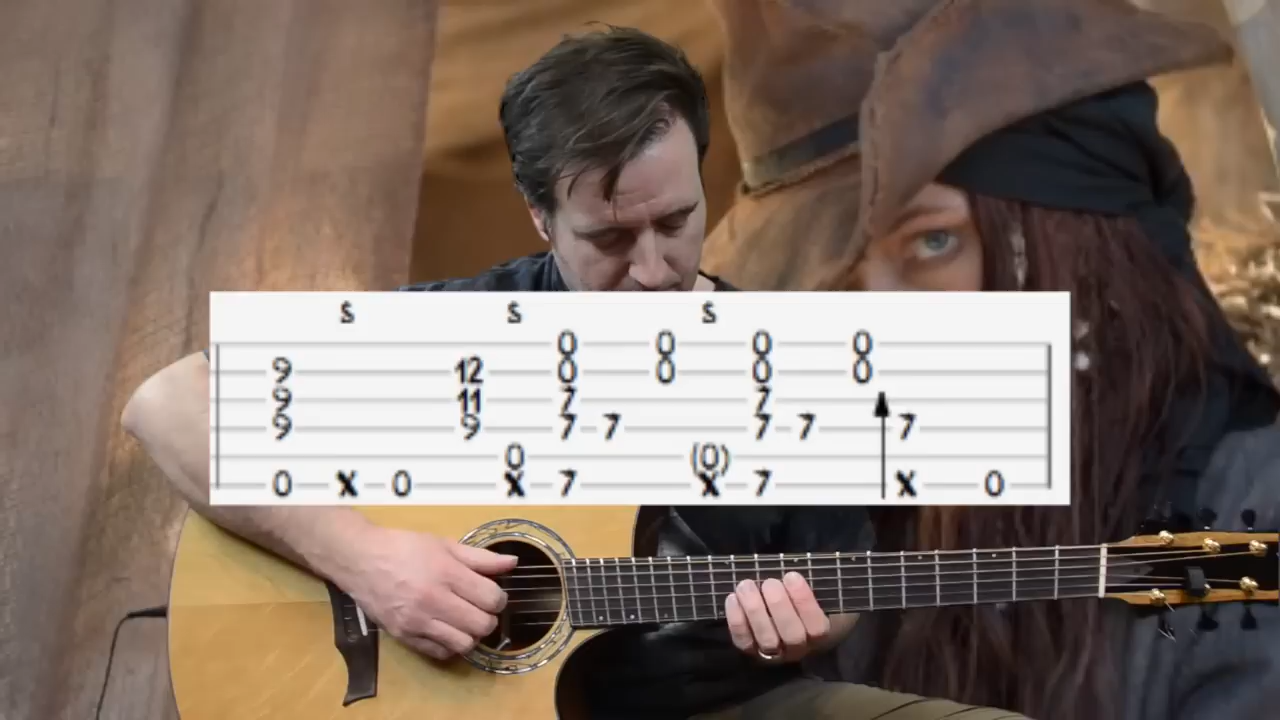 s s s
0 0 0 0
9 12 0 0 0 0
9 11 7 7
9 9 7 7 7 7 7
0 (0)
0 X 0 X 7 X 7 X 0